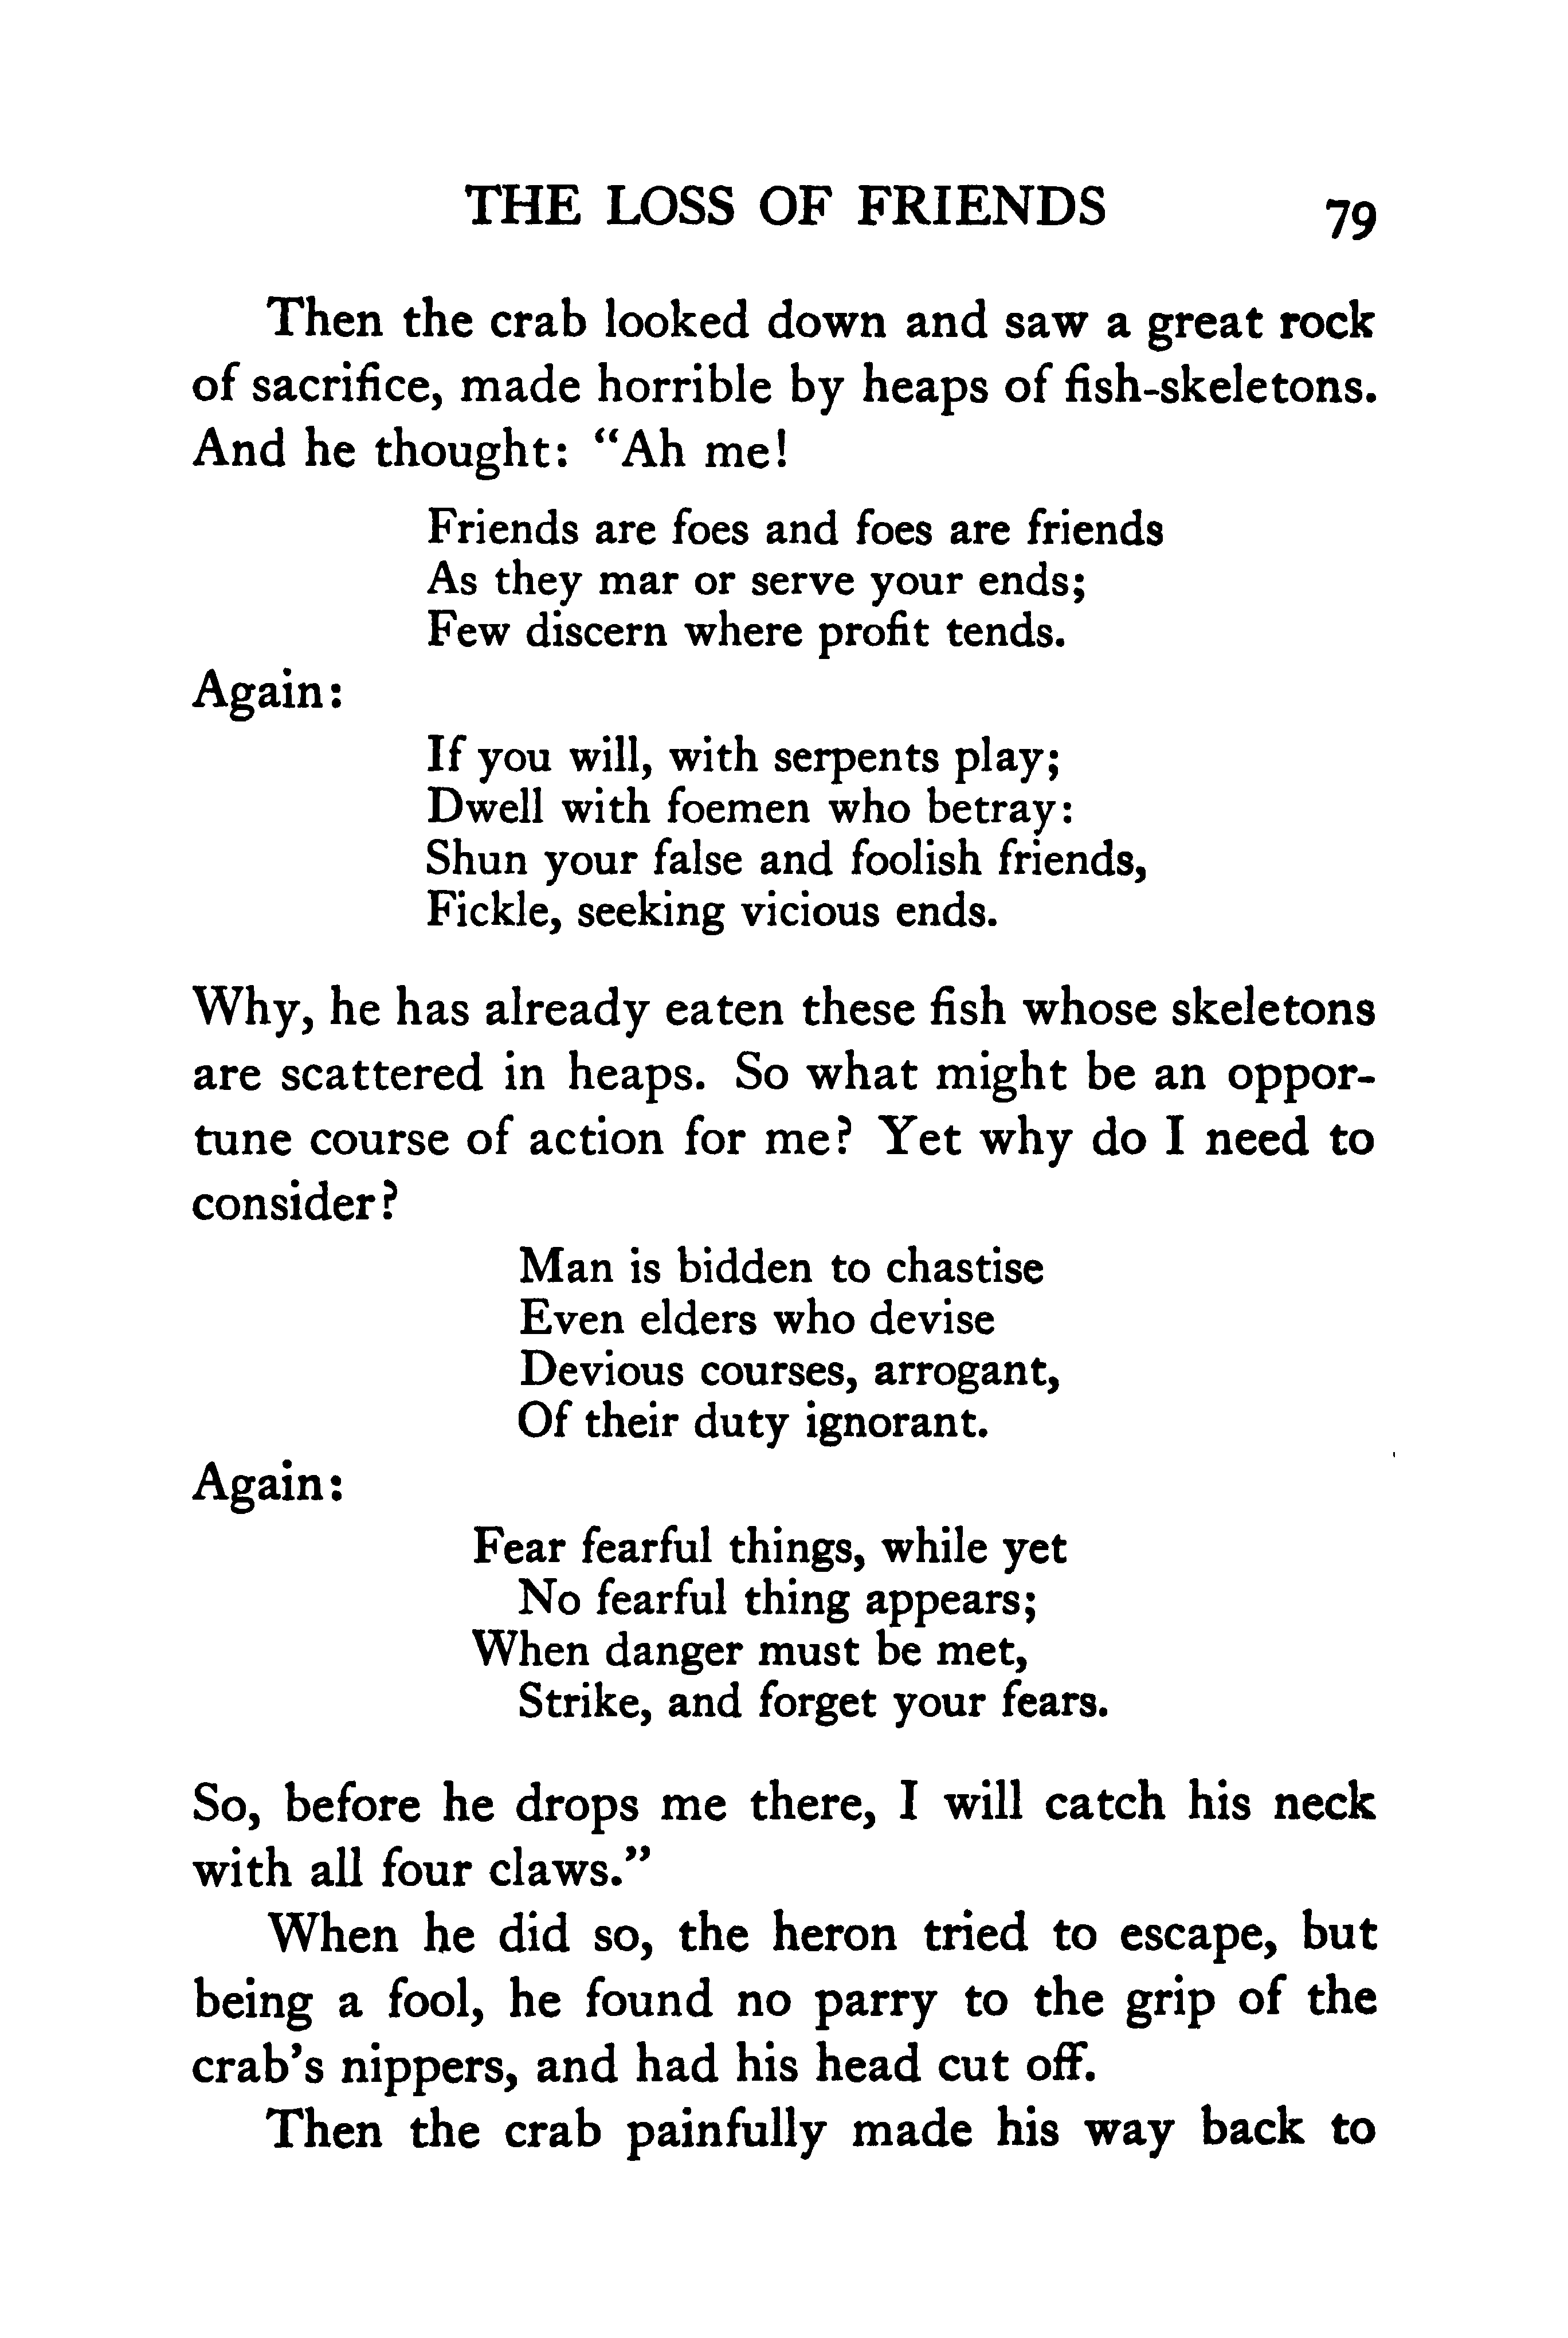 THE LOSS OF FRIENDS 79
Then the crab looked down and saw a great rock
of sacrifice, made horrible by heaps of fish-skeletons.
And he thought: “Ah me!
Friends are foes and foes are friends
As they mar or serve your ends;
Few discern where profit tends.
Again:
If you will, with serpents play;
Dwell with foemen who betray:
Shun your false and foolish friends,
Fickle, seeking vicious ends.
Why, he has already eaten these fish whose skeletons
are scattered in heaps. So what might be an oppor-
tune course of action for me? Yet why do I need to
consider?
Man is bidden to chastise
Even elders who devise
Devious courses, arrogant,
Of their duty ignorant.
Again:
Fear fearful things, while yet
No fearful thing appears;
When danger must be met,
Strike, and forget your fears.
So, before he drops me there, I will catch his neck
with all four claws.”
When he did so, the heron tried to escape, but
being a fool, he found no parry to the grip of the
crab’s nippers, and had his head cut off.
Then the crab painfully made his way back to